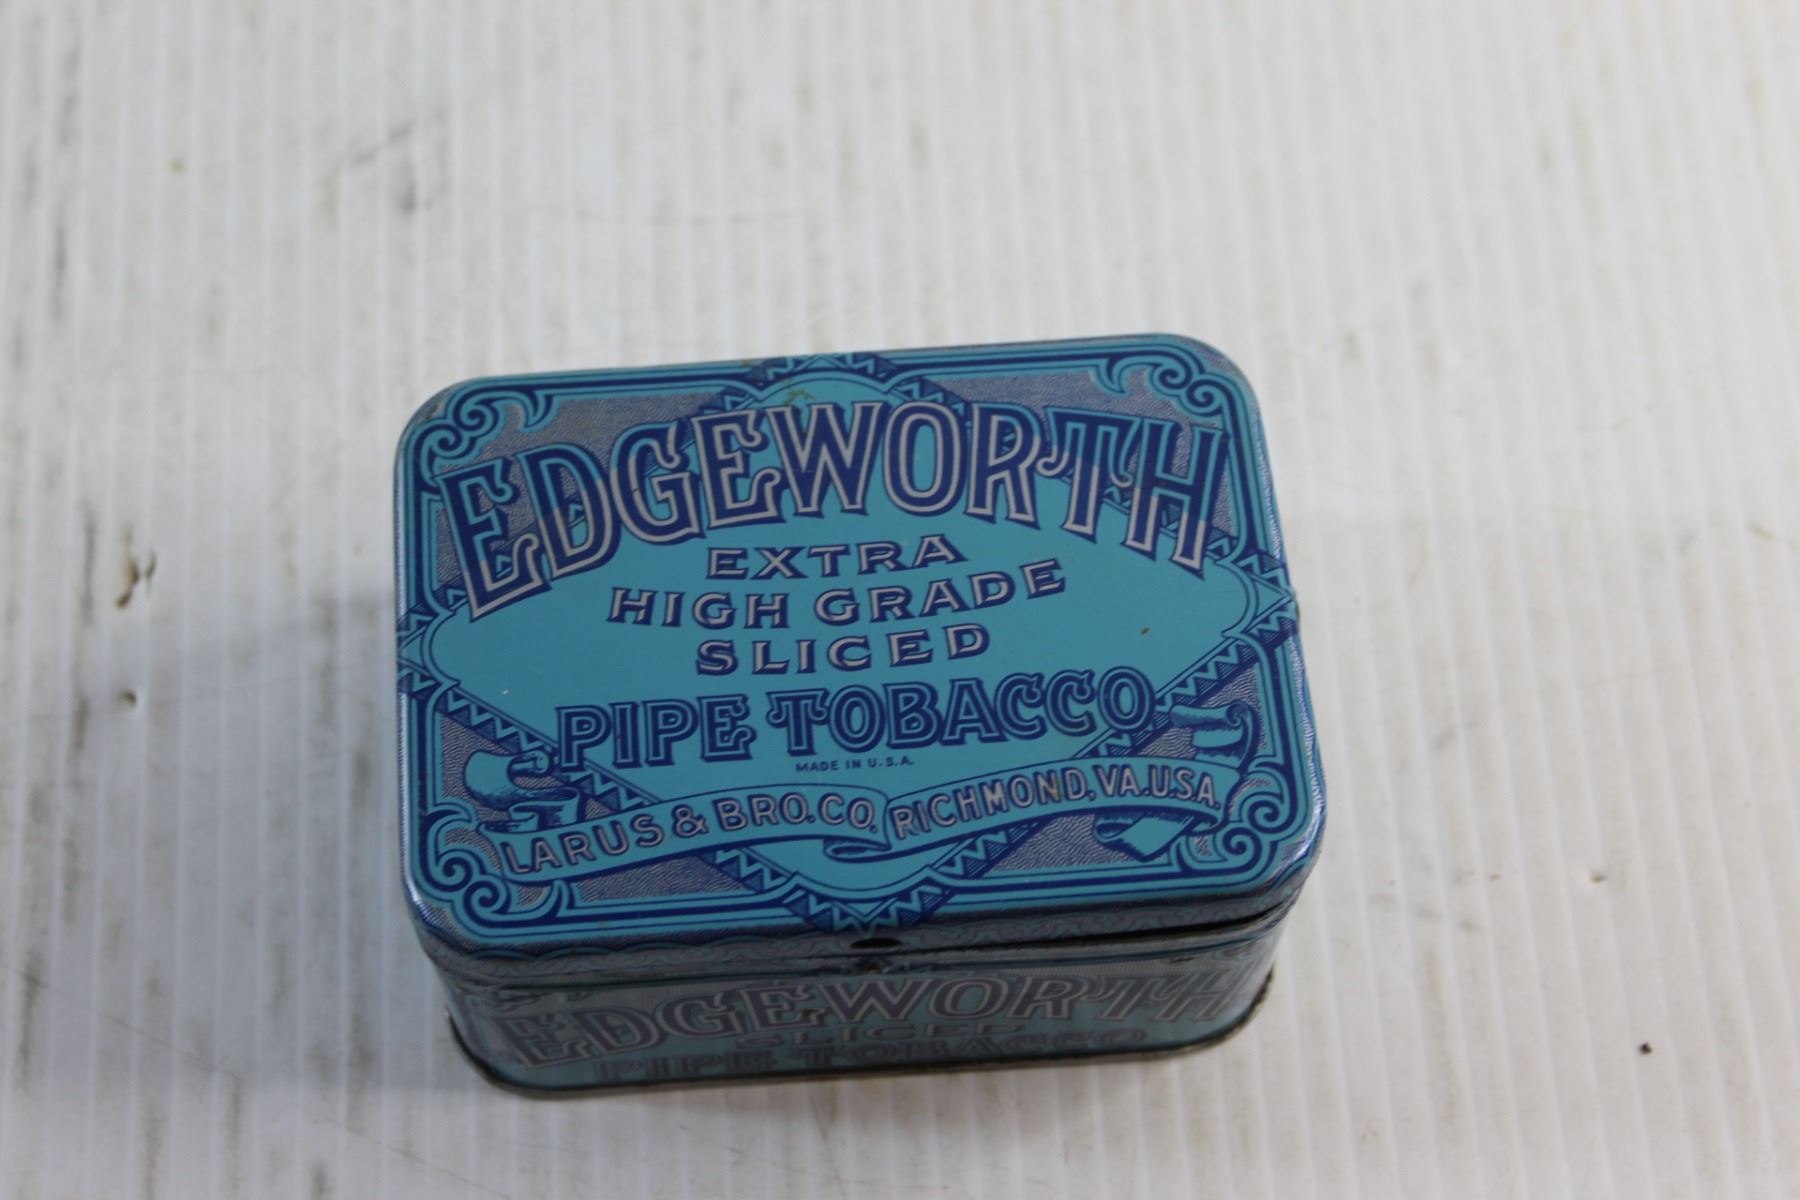 EDGEWORTH
EXTRA
HIGH GRADE
SLICED
PIPE TOBACCO
MADE IN U.S.A.
LARUS & BRO. CO. RICHMOND, VA. U.S.A.
EDGEWORTH
SLICED
PIPE TOBACCO